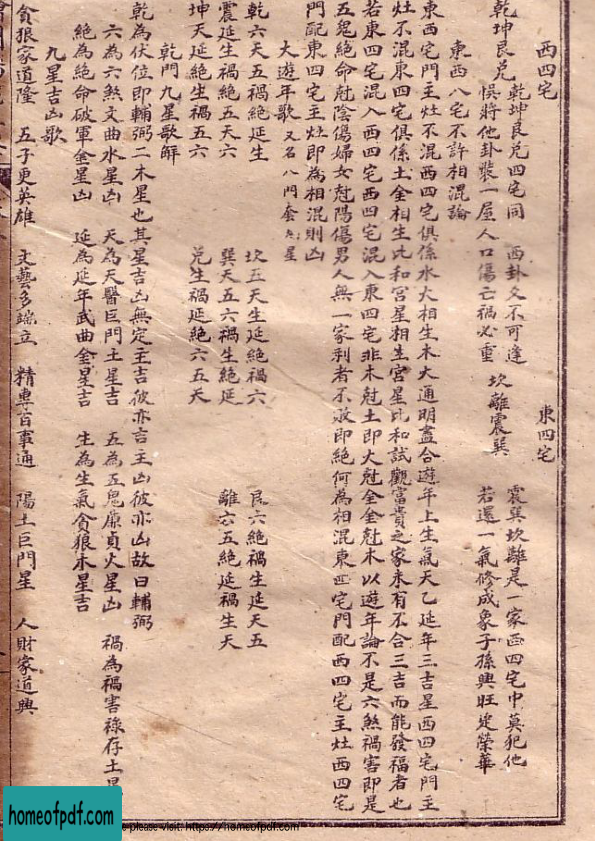 西四宅 東四宅
乾坤艮兌 乾坤艮兌四宅同 西卦爻不可逢 坎離震巽 震巽坎離是一家西四宅中莫犯他
悞將他卦裝一屋人口傷亡禍必重 若還一氣修成象子孫興旺定榮華
東西八宅不許相混論
東四宅門主灶不混西四宅俱係水木相生木火通明盡合遊年上生氣天乙延年三吉星西四宅門主
灶不混東四宅俱係土金相生比和宮星相生宮星比和試觀富貴之家未有不合三吉而能發福者也
若東四宅混入西四宅西四宅混入東四宅非木尅土即火尅金金尅木以遊年論不是六煞禍害即是
五鬼絶命尅陰傷婦女尅陽傷男人無一家利者不敗即絶何為相混東四宅門配西四宅主灶西四宅
門配東四宅主灶即為相混則凶
大遊年歌 又名八門套九星
乾六天五禍絶延生 坎五天生延絶禍六 艮六絶禍生延天五
震延生禍絶五天六 巽天五六禍生絶延 離六五絶延禍生天
坤天延絶生禍五六 兌生禍延絶六五天
乾門九星歌解
乾為伏位即輔弼二木星也其星吉凶無定主吉彼亦吉主凶彼亦凶故曰輔弼
六為六煞文曲水星凶 天為天醫巨門土星吉 五為五鬼廉貞火星凶 禍為禍害祿存土星
絶為絶命破軍金星凶 延為延年武曲金星吉 生為生氣貪狼木星吉
九星吉凶歌
貪狼家道隆 五子更英雄 文藝多端立 精專百事通 陽土巨門星 人財家道興
homeofpdf.com
please visit: https://homeofpdf.com